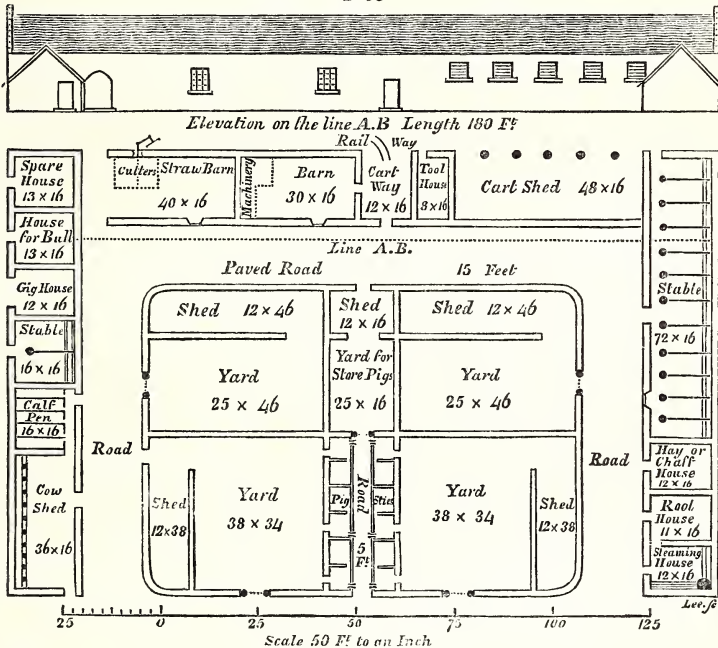 Elevation on the line A.B Length 180 Ft
Rail Way
Spare
House
13 × 16
House
for Bull
13 × 16
Gig House
12 × 16
Stable
16 × 16
Calf
Pen
16 × 16
Cow
Shed
36 × 16
Cutters
Straw Barn
40 × 16
Machinery
Barn
30 × 16
Cart
Way
12 × 16
Tool
House
8 × 16
Cart Shed 48 × 16
Line A.B.
Paved Road 15 Feet
Shed 12 × 46
Shed
12 × 16
Shed 12 × 46
Yard
25 × 46
Yard for
Store Pigs
25 × 16
Yard
25 × 46
Stable
72 × 16
Road
Shed
12 × 38
Yard
38 × 34
Pig
Road
5
Ft
Sties
Yard
38 × 34
Shed
12 × 38
Road
Hay or
Chaff
House
12 × 16
Root
House
11 × 16
Steaming
House
12 × 16
Lee. sc
25 0 25 50 75 100 125
Scale 50 Ft to an Inch